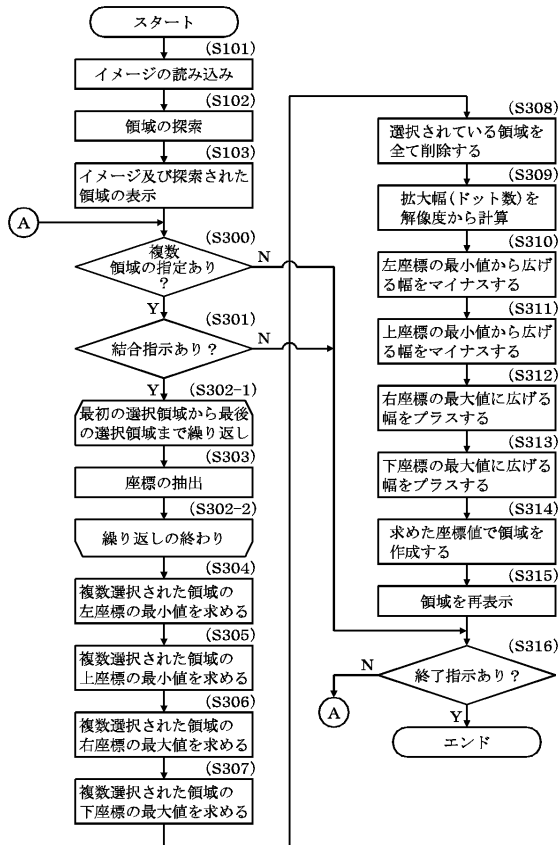 スタート
(S101)
イメージの読み込み
(S102)
領域の探索
(S103)
イメージ及び探索された
領域の表示
A
(S300)
複数
領域の指定あり
?
N
Y
(S301)
結合指示あり?
N
Y
(S302-1)
最初の選択領域から最後
の選択領域まで繰り返し
(S303)
座標の抽出
(S302-2)
繰り返しの終わり
(S304)
複数選択された領域の
左座標の最小値を求める
(S305)
複数選択された領域の
上座標の最小値を求める
(S306)
複数選択された領域の
右座標の最大値を求める
(S307)
複数選択された領域の
下座標の最大値を求める
(S308)
選択されている領域を
全て削除する
(S309)
拡大幅(ドット数)を
解像度から計算
(S310)
左座標の最小値から広げ
る幅をマイナスする
(S311)
上座標の最小値から広げ
る幅をマイナスする
(S312)
右座標の最大値に広げる
幅をプラスする
(S313)
下座標の最大値に広げる
幅をプラスする
(S314)
求めた座標値で領域を
作成する
(S315)
領域を再表示
(S316)
終了指示あり?
N
A
Y
エンド